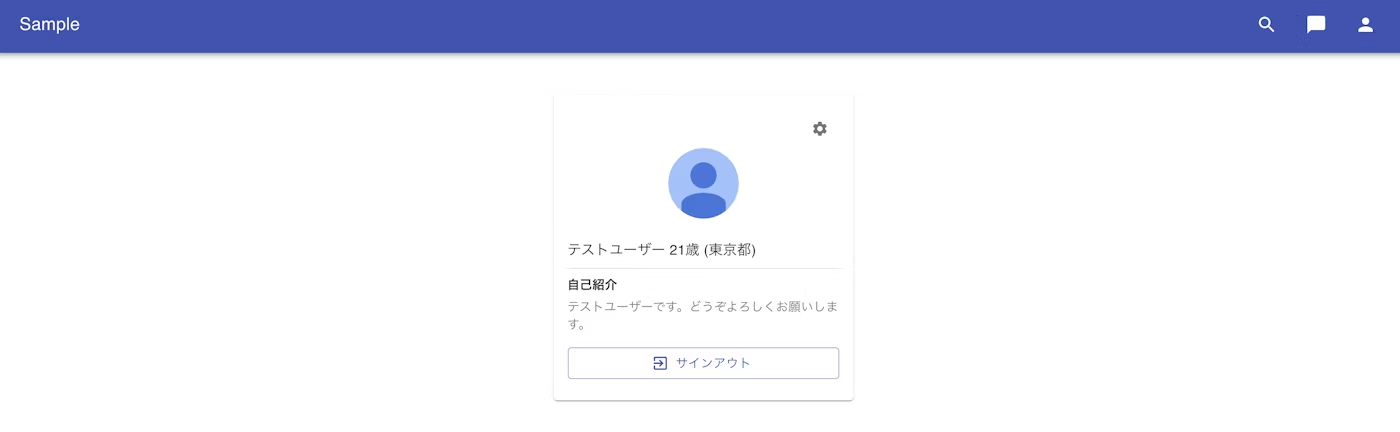 Sample
テストユーザー 21歳 (東京都)
自己紹介
テストユーザーです。どうぞよろしくお願いしま
す。
サインアウト